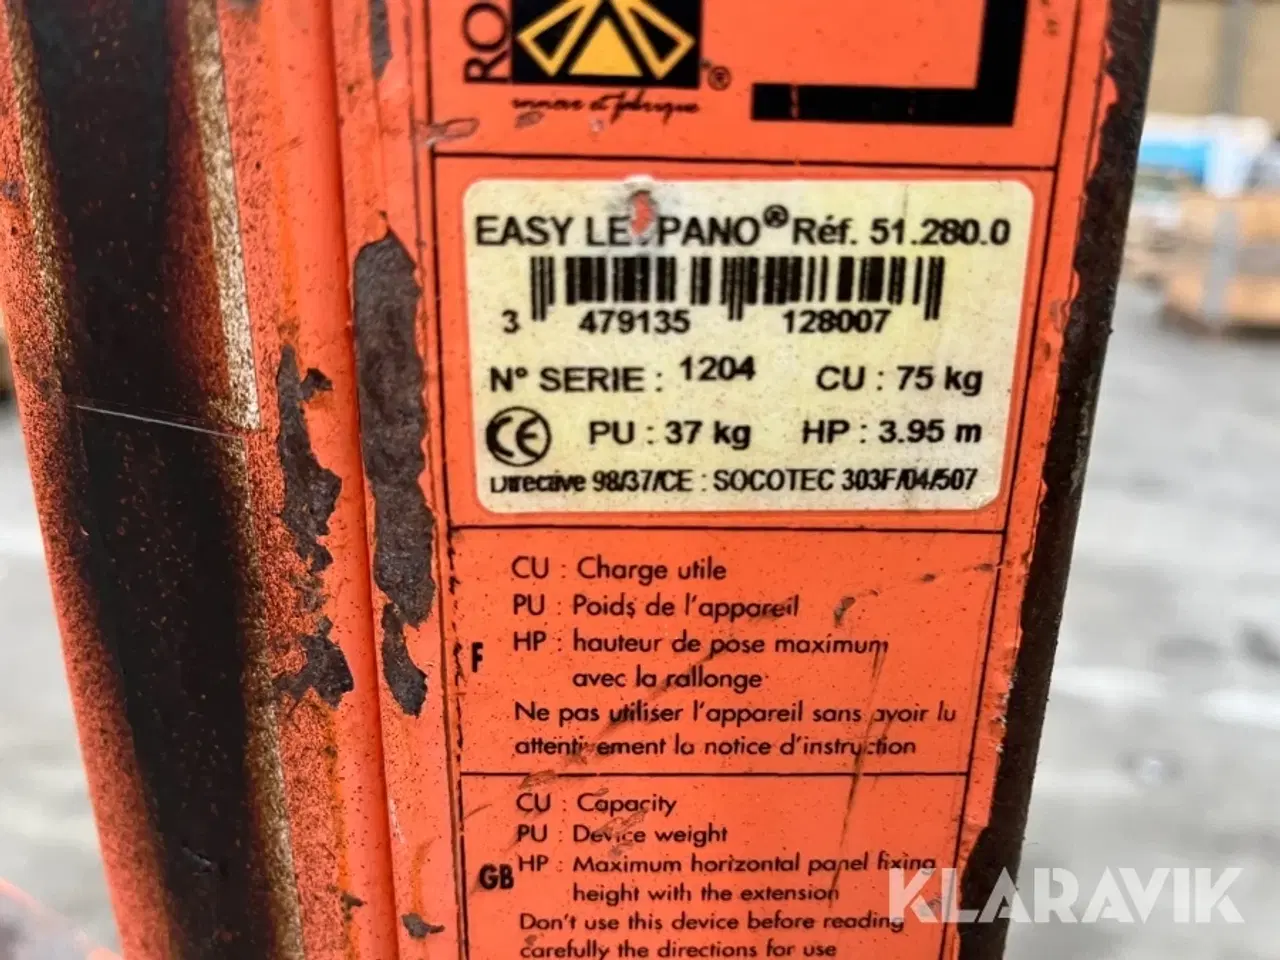 RO
innove et fabrique
®
EASY LE PANO® Réf. 51.280.0
3 479135 128007
N° SERIE : 1204 CU : 75 kg
CE PU : 37 kg HP : 3.95 m
Directive 98/37/CE : SOCOTEC 303F/04/507
CU : Charge utile
PU : Poids de l'appareil
HP : hauteur de pose maximum
F
avec la rallonge
Ne pas utiliser l'appareil sans avoir lu
attentivement la notice d'instruction
CU : Capacity
PU : Device weight
GB HP : Maximum horizontal panel fixing
height with the extension
Don't use this device before reading
carefully the directions for use
KLARAVIK